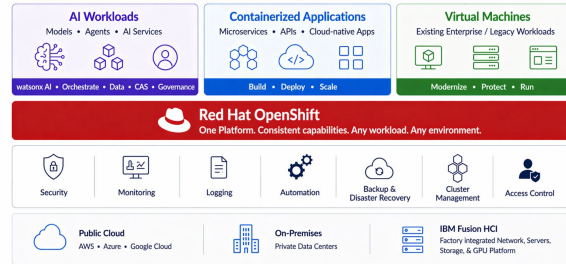 AI Workloads
Models • Agents • AI Services
watsonx AI • Orchestrate • Data • CAS • Governance
Containerized Applications
Microservices • APIs • Cloud-native Apps
</>
Build • Deploy • Scale
Virtual Machines
Existing Enterprise / Legacy Workloads
Modernize • Protect • Run
Red Hat OpenShift
One Platform. Consistent capabilities. Any workload. Any environment.
Security
Monitoring
Logging
Automation
Backup &
Disaster Recovery
Cluster
Management
Access Control
Public Cloud
AWS • Azure • Google Cloud
On-Premises
Private Data Centers
IBM Fusion HCI
Factory integrated Network, Servers,
Storage, & GPU Platform